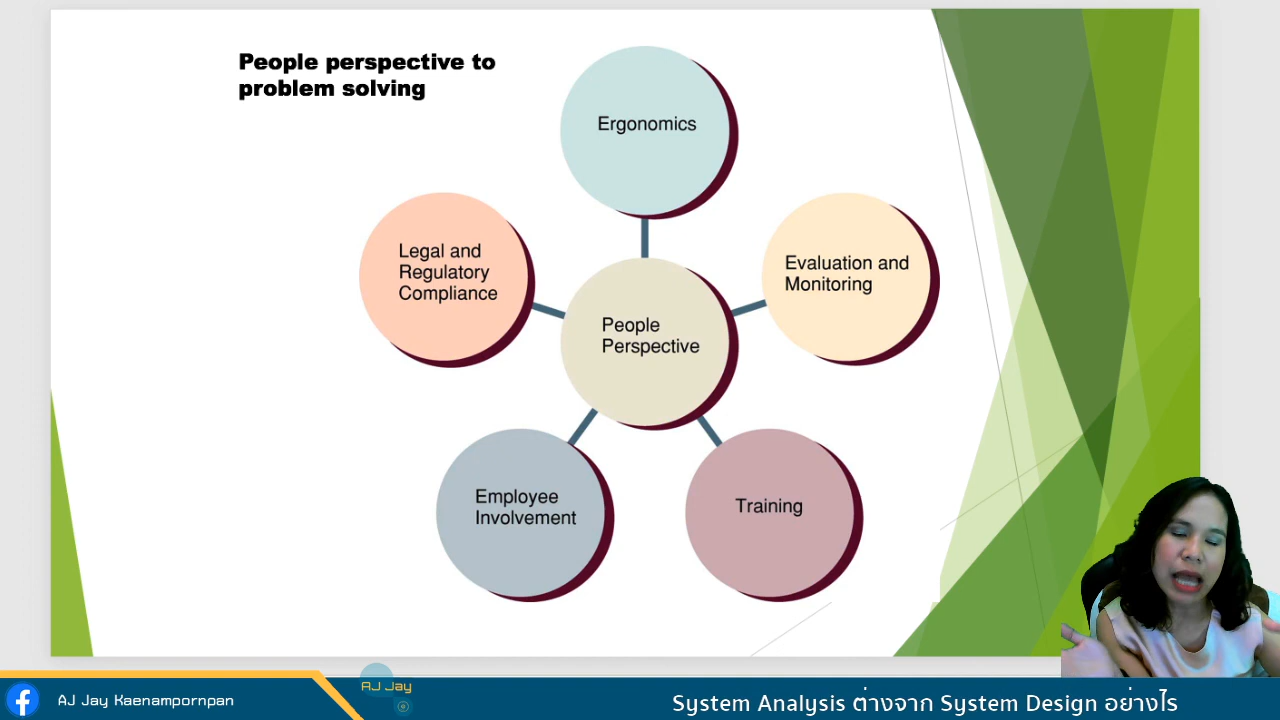 People perspective to
problem solving
Ergonomics
Legal and
Regulatory
Compliance
Evaluation and
Monitoring
People
Perspective
Employee
Involvement
Training
AJ Jay Kaenampornpan
AJ Jay
System Analysis ต่างจาก System Design อย่างไร